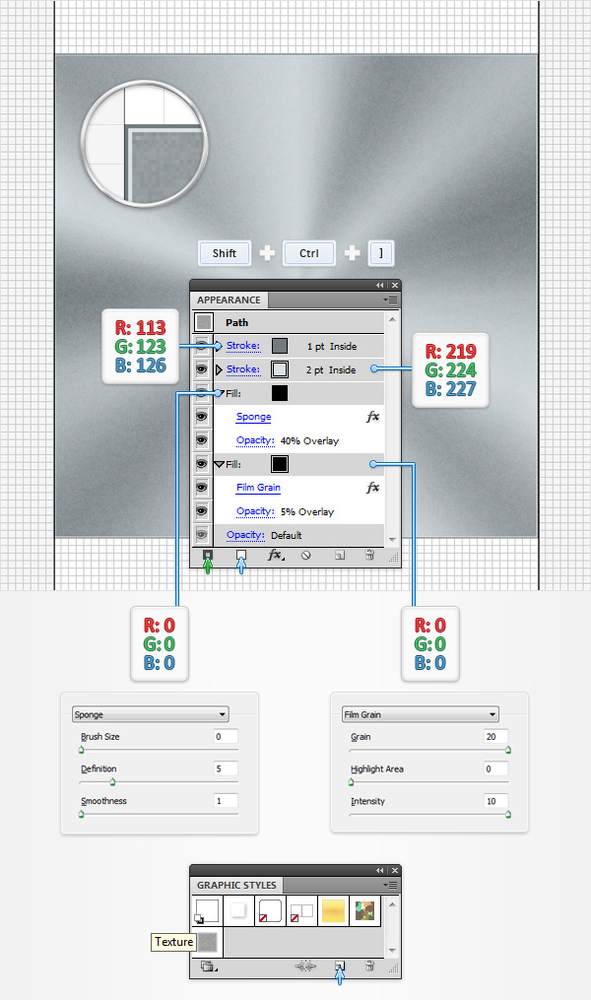 Shift + Ctrl + ]
APPEARANCE
Path
Stroke: 1 pt Inside
Stroke: 2 pt Inside
Fill:
Sponge fx
Opacity: 40% Overlay
Fill:
Film Grain fx
Opacity: 5% Overlay
Opacity: Default
fx
R: 113
G: 123
B: 126
R: 219
G: 224
B: 227
R: 0
G: 0
B: 0
R: 0
G: 0
B: 0
Sponge
Brush Size 0
Definition 5
Smoothness 1
Film Grain
Grain 20
Highlight Area 0
Intensity 10
GRAPHIC STYLES
Texture